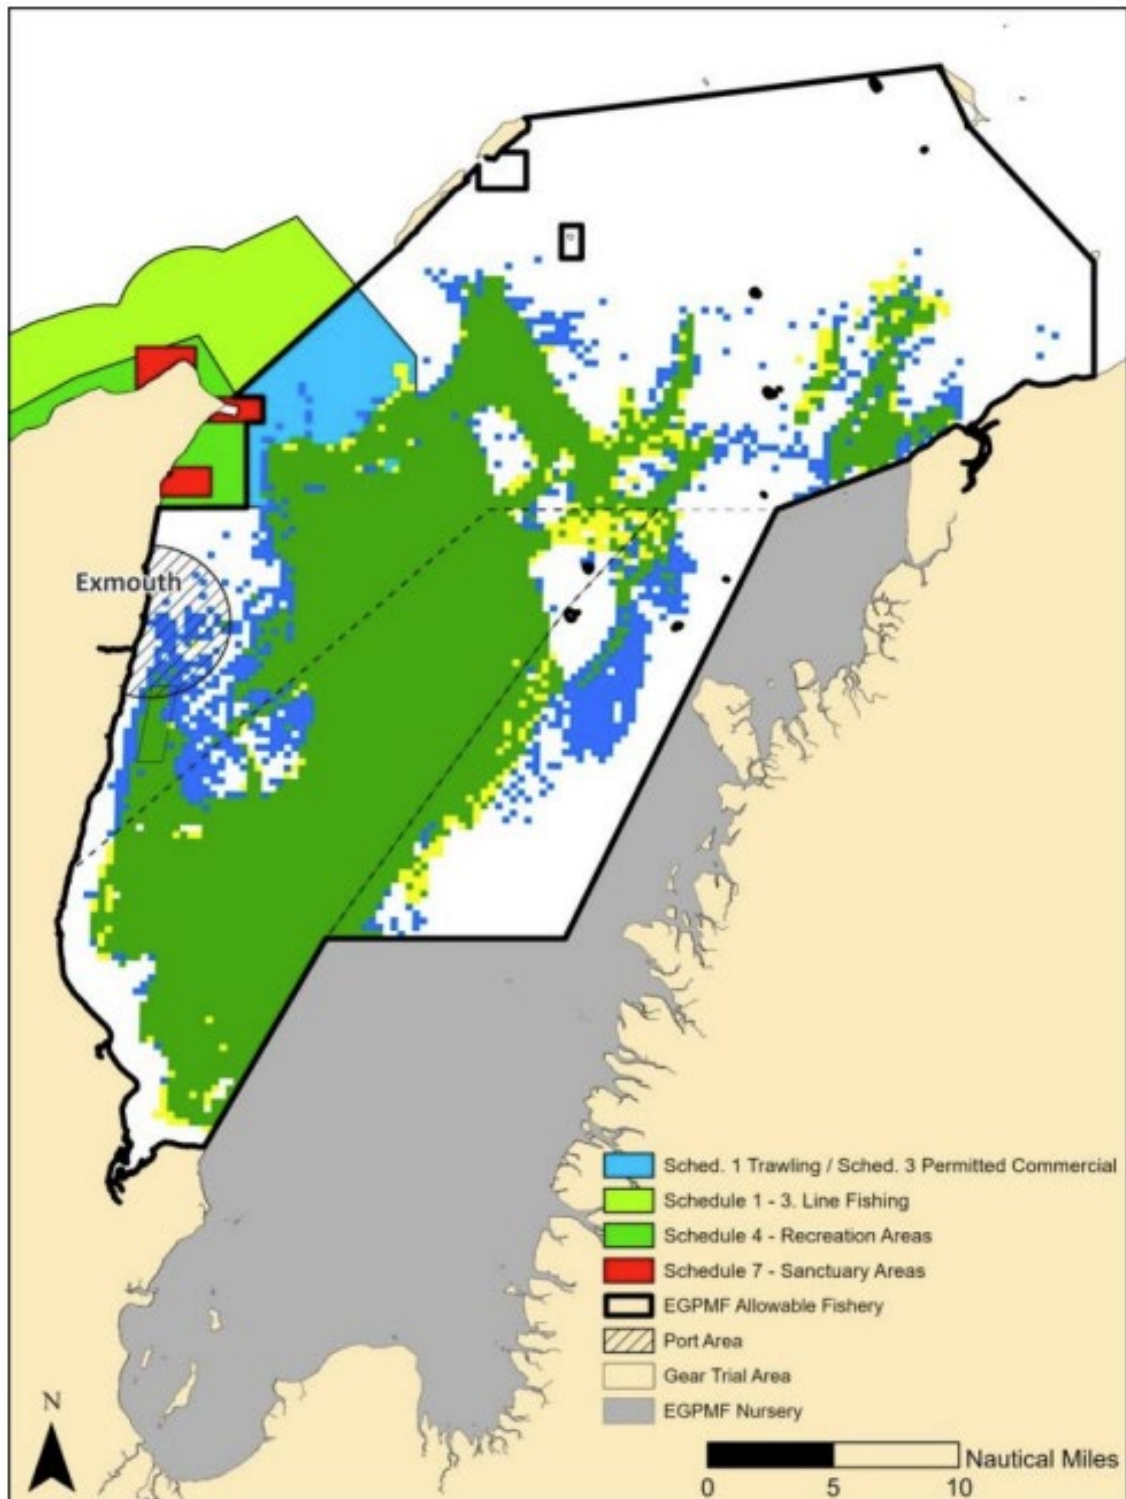 Exmouth
Sched. 1 Trawling / Sched. 3 Permitted Commercial
Schedule 1 - 3. Line Fishing
Schedule 4 - Recreation Areas
Schedule 7 - Sanctuary Areas
EGPMF Allowable Fishery
Port Area
Gear Trial Area
EGPMF Nursery
N
Nautical Miles
0 5 10